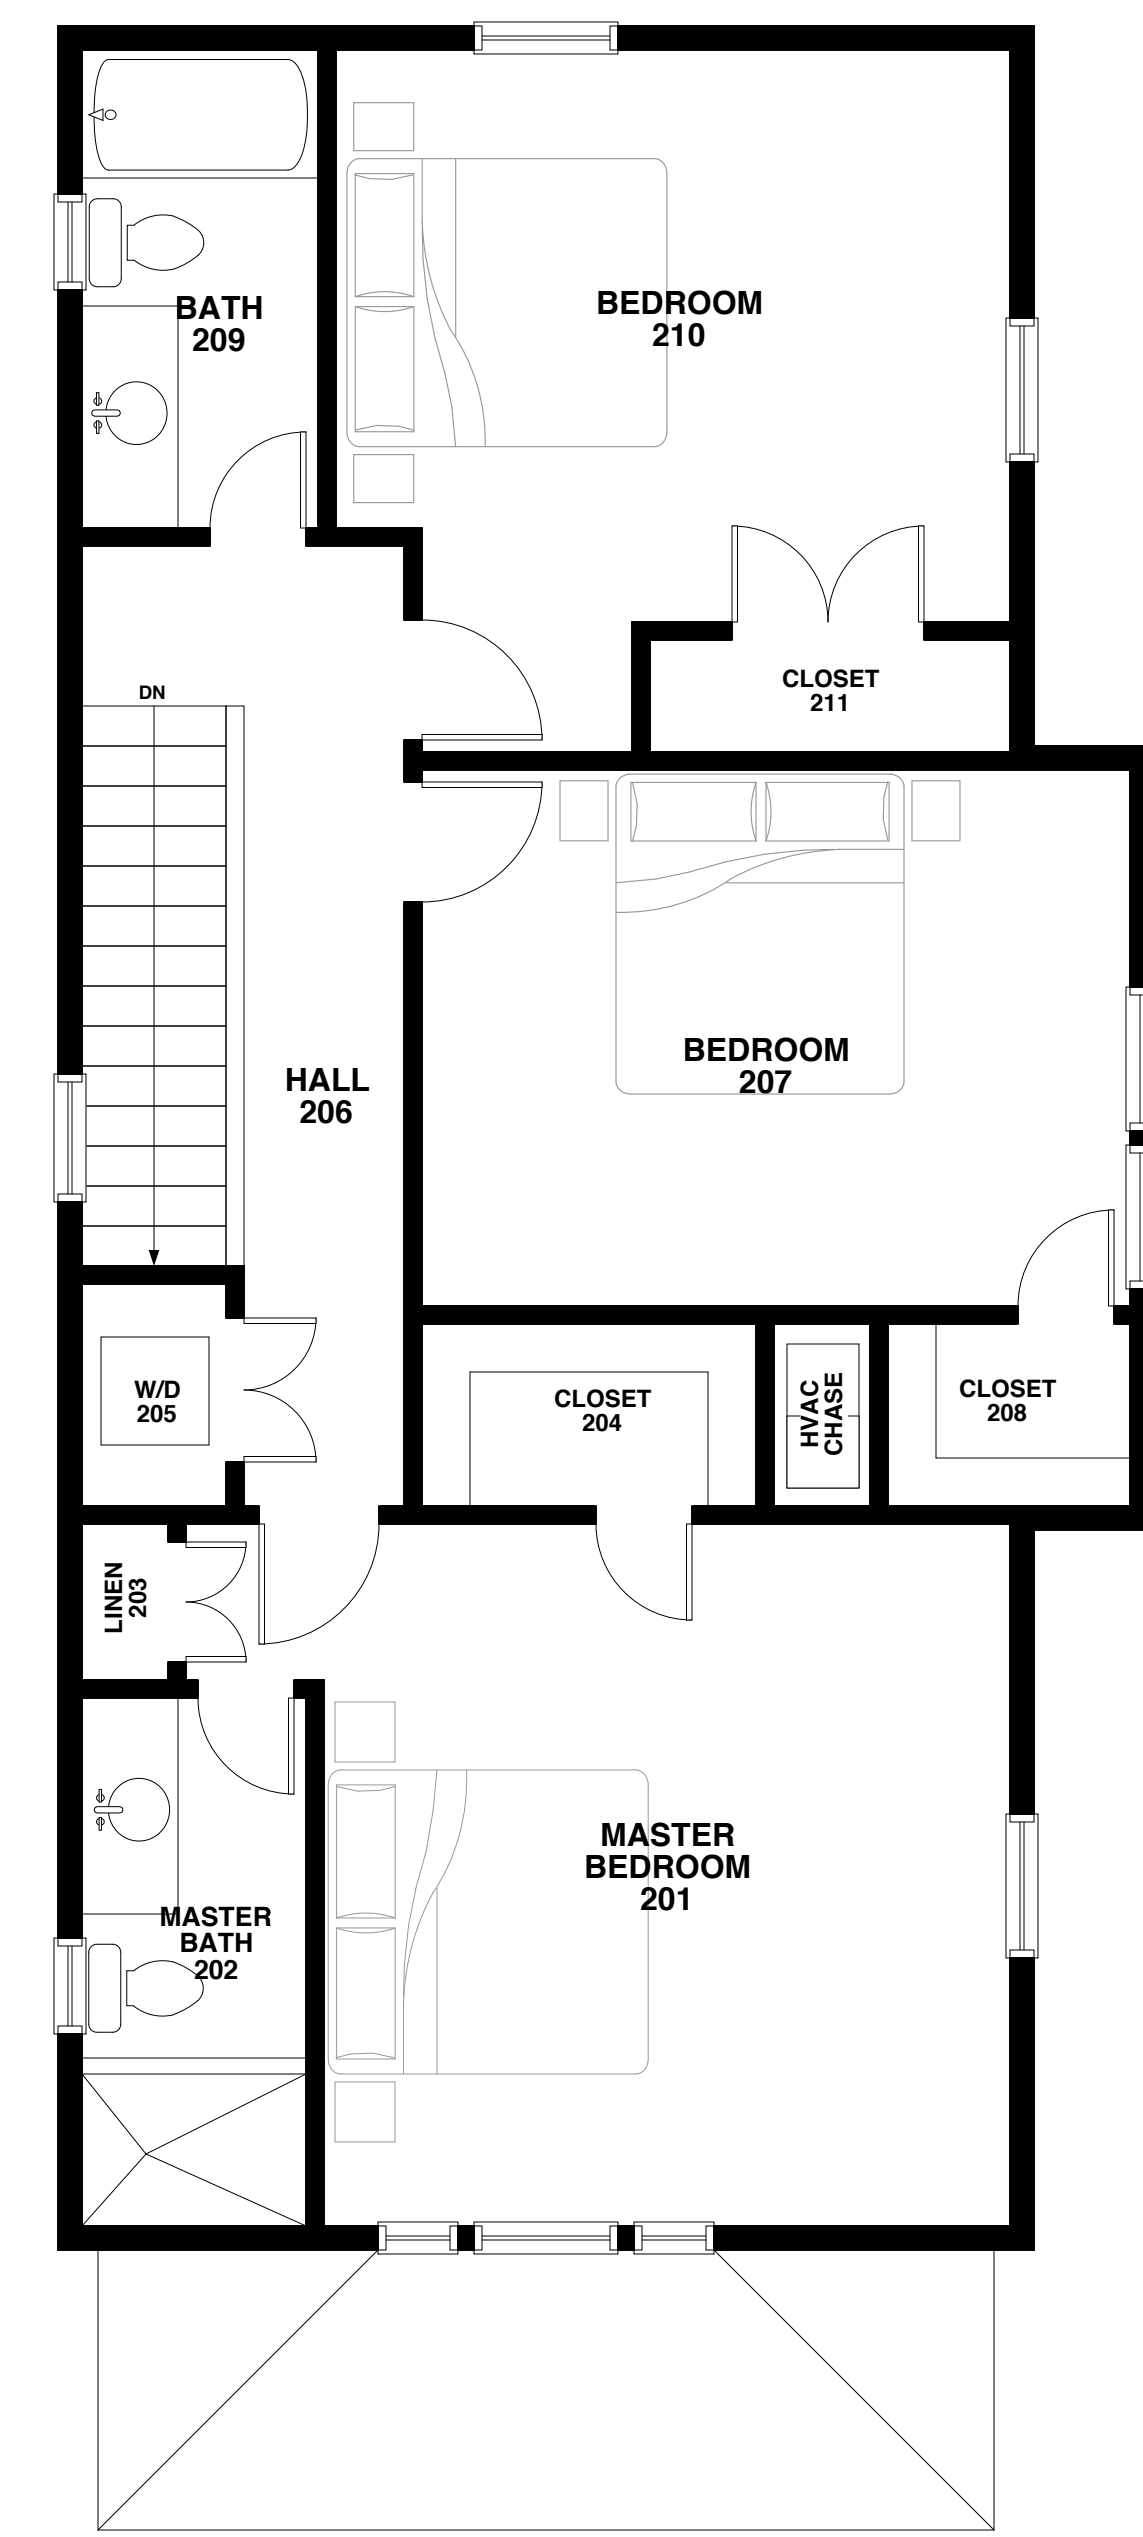 BATH
209
BEDROOM
210
CLOSET
211
DN
BEDROOM
207
HALL
206
W/D
205
CLOSET
204
HVAC
CHASE
CLOSET
208
LINEN
203
MASTER
BEDROOM
201
MASTER
BATH
202